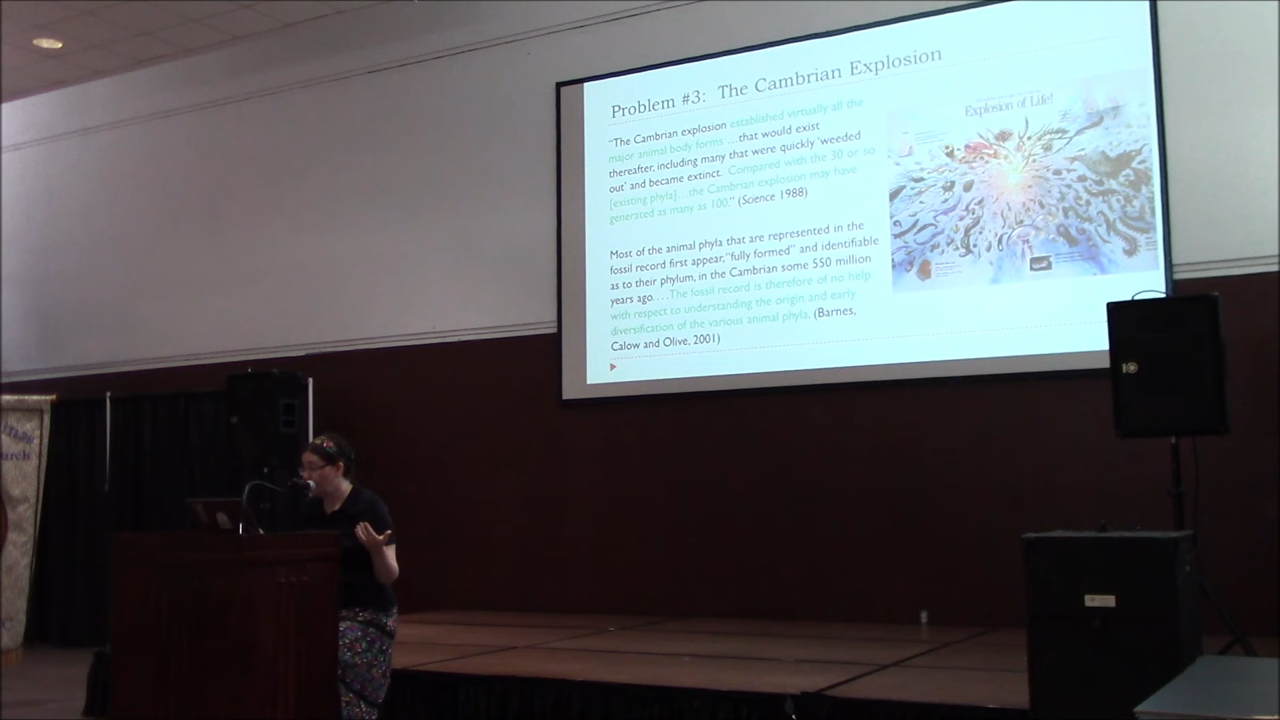 Problem #3: The Cambrian Explosion
"The Cambrian explosion established virtually all the
major animal body forms …that would exist
thereafter, including many that were quickly 'weeded
out' and became extinct. Compared with the 30 or so
[existing phyla]…the Cambrian explosion may have
generated as many as 100." (Science 1988)
Most of the animal phyla that are represented in the
fossil record first appear, "fully formed" and identifiable
as to their phylum, in the Cambrian some 550 million
years ago. . . .The fossil record is therefore of no help
with respect to understanding the origin and early
diversification of the various animal phyla. (Barnes,
Calow and Olive, 2001)
Explosion of Life!